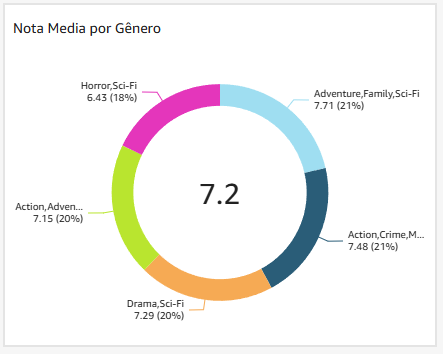 Nota Media por Gênero
Horror,Sci-Fi
6.43 (18%)
Adventure,Family,Sci-Fi
7.71 (21%)
7.2
Action,Adven...
7.15 (20%)
Action,Crime,M...
7.48 (21%)
Drama,Sci-Fi
7.29 (20%)